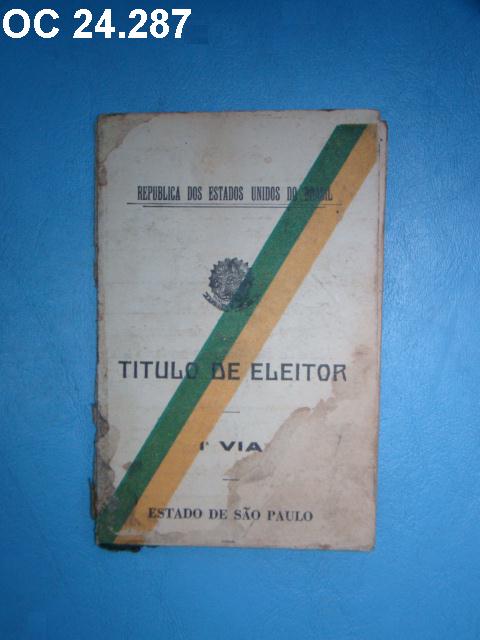 OC 24.287
REPUBLICA DOS ESTADOS UNIDOS DO BRASIL
TITULO DE ELEITOR
1ª VIA
ESTADO DE SÃO PAULO